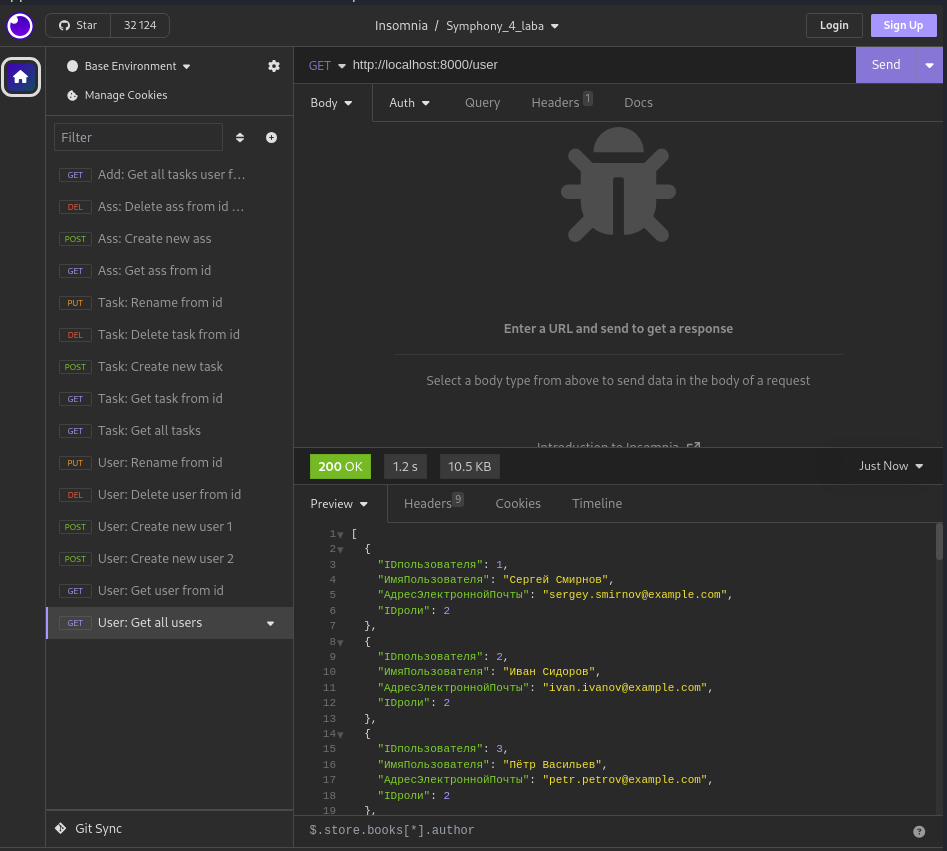 Star 32 124 Insomnia / Symphony_4_laba Login Sign Up
Base Environment
Manage Cookies
Filter
GET Add: Get all tasks user f...
DEL Ass: Delete ass from id ...
POST Ass: Create new ass
GET Ass: Get ass from id
PUT Task: Rename from id
DEL Task: Delete task from id
POST Task: Create new task
GET Task: Get task from id
GET Task: Get all tasks
PUT User: Rename from id
DEL User: Delete user from id
POST User: Create new user 1
POST User: Create new user 2
GET User: Get user from id
GET User: Get all users
Git Sync
GET http://localhost:8000/user Send
Body Auth Query Headers 1 Docs
Enter a URL and send to get a response
Select a body type from above to send data in the body of a request
Introduction to Insomnia
200 OK 1.2 s 10.5 KB Just Now
Preview Headers 9 Cookies Timeline
1 [
2 {
3 "IDпользователя": 1,
4 "ИмяПользователя": "Сергей Смирнов",
5 "АдресЭлектроннойПочты": "sergey.smirnov@example.com",
6 "IDроли": 2
7 },
8 {
9 "IDпользователя": 2,
10 "ИмяПользователя": "Иван Сидоров",
11 "АдресЭлектроннойПочты": "ivan.ivanov@example.com",
12 "IDроли": 2
13 },
14 {
15 "IDпользователя": 3,
16 "ИмяПользователя": "Пётр Васильев",
17 "АдресЭлектроннойПочты": "petr.petrov@example.com",
18 "IDроли": 2
19 },
$.store.books[*].author